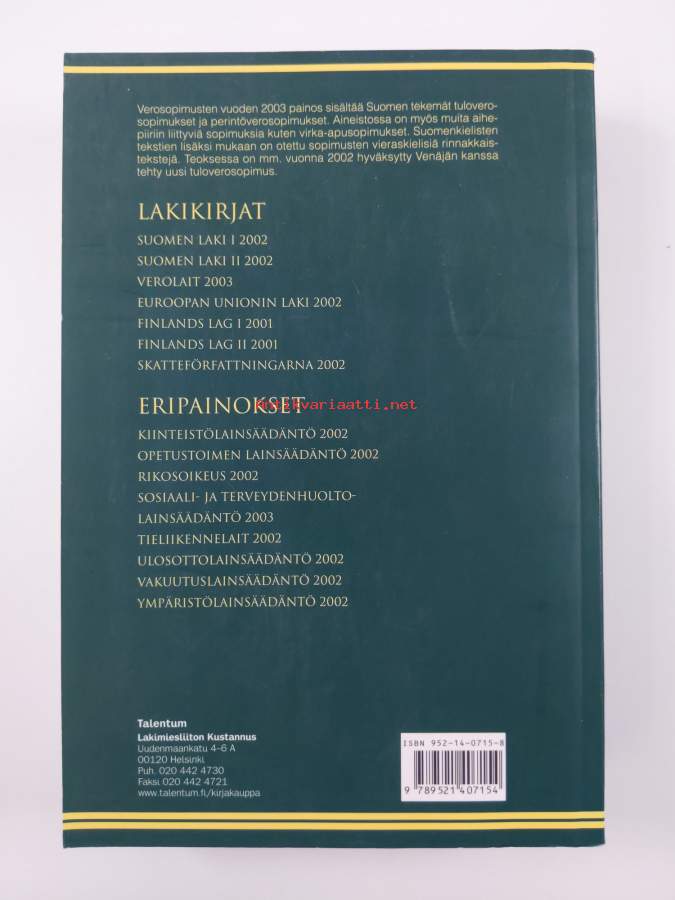 Verosopimusten vuoden 2003 painos sisältää Suomen tekemät tulovero-
sopimukset ja perintöverosopimukset. Aineistossa on myös muita aihe-
piiriin liittyviä sopimuksia kuten virka-apusopimukset. Suomenkielisten
tekstien lisäksi mukaan on otettu sopimusten vieraskielisiä rinnakkais-
tekstejä. Teoksessa on mm. vuonna 2002 hyväksytty Venäjän kanssa
tehty uusi tuloverosopimus.
LAKIKIRJAT
SUOMEN LAKI I 2002
SUOMEN LAKI II 2002
VEROLAIT 2003
EUROOPAN UNIONIN LAKI 2002
FINLANDS LAG I 2001
FINLANDS LAG II 2001
SKATTEFÖRFATTNINGARNA 2002
ERIPAINOKSET
antikvariaatti.net
KIINTEISTÖLAINSÄÄDÄNTÖ 2002
OPETUSTOIMEN LAINSÄÄDÄNTÖ 2002
RIKOSOIKEUS 2002
SOSIAALI- JA TERVEYDENHUOLTO-
LAINSÄÄDÄNTÖ 2003
TIELIIKENNELAIT 2002
ULOSOTTOLAINSÄÄDÄNTÖ 2002
VAKUUTUSLAINSÄÄDÄNTÖ 2002
YMPÄRISTÖLAINSÄÄDÄNTÖ 2002
Talentum
Lakimiesliiton Kustannus
Uudenmaankatu 4–6 A
00120 Helsinki
Puh. 020 442 4730
Faksi 020 442 4721
www.talentum.fi/kirjakauppa
ISBN 952-14-0715-8
9 789521 407154